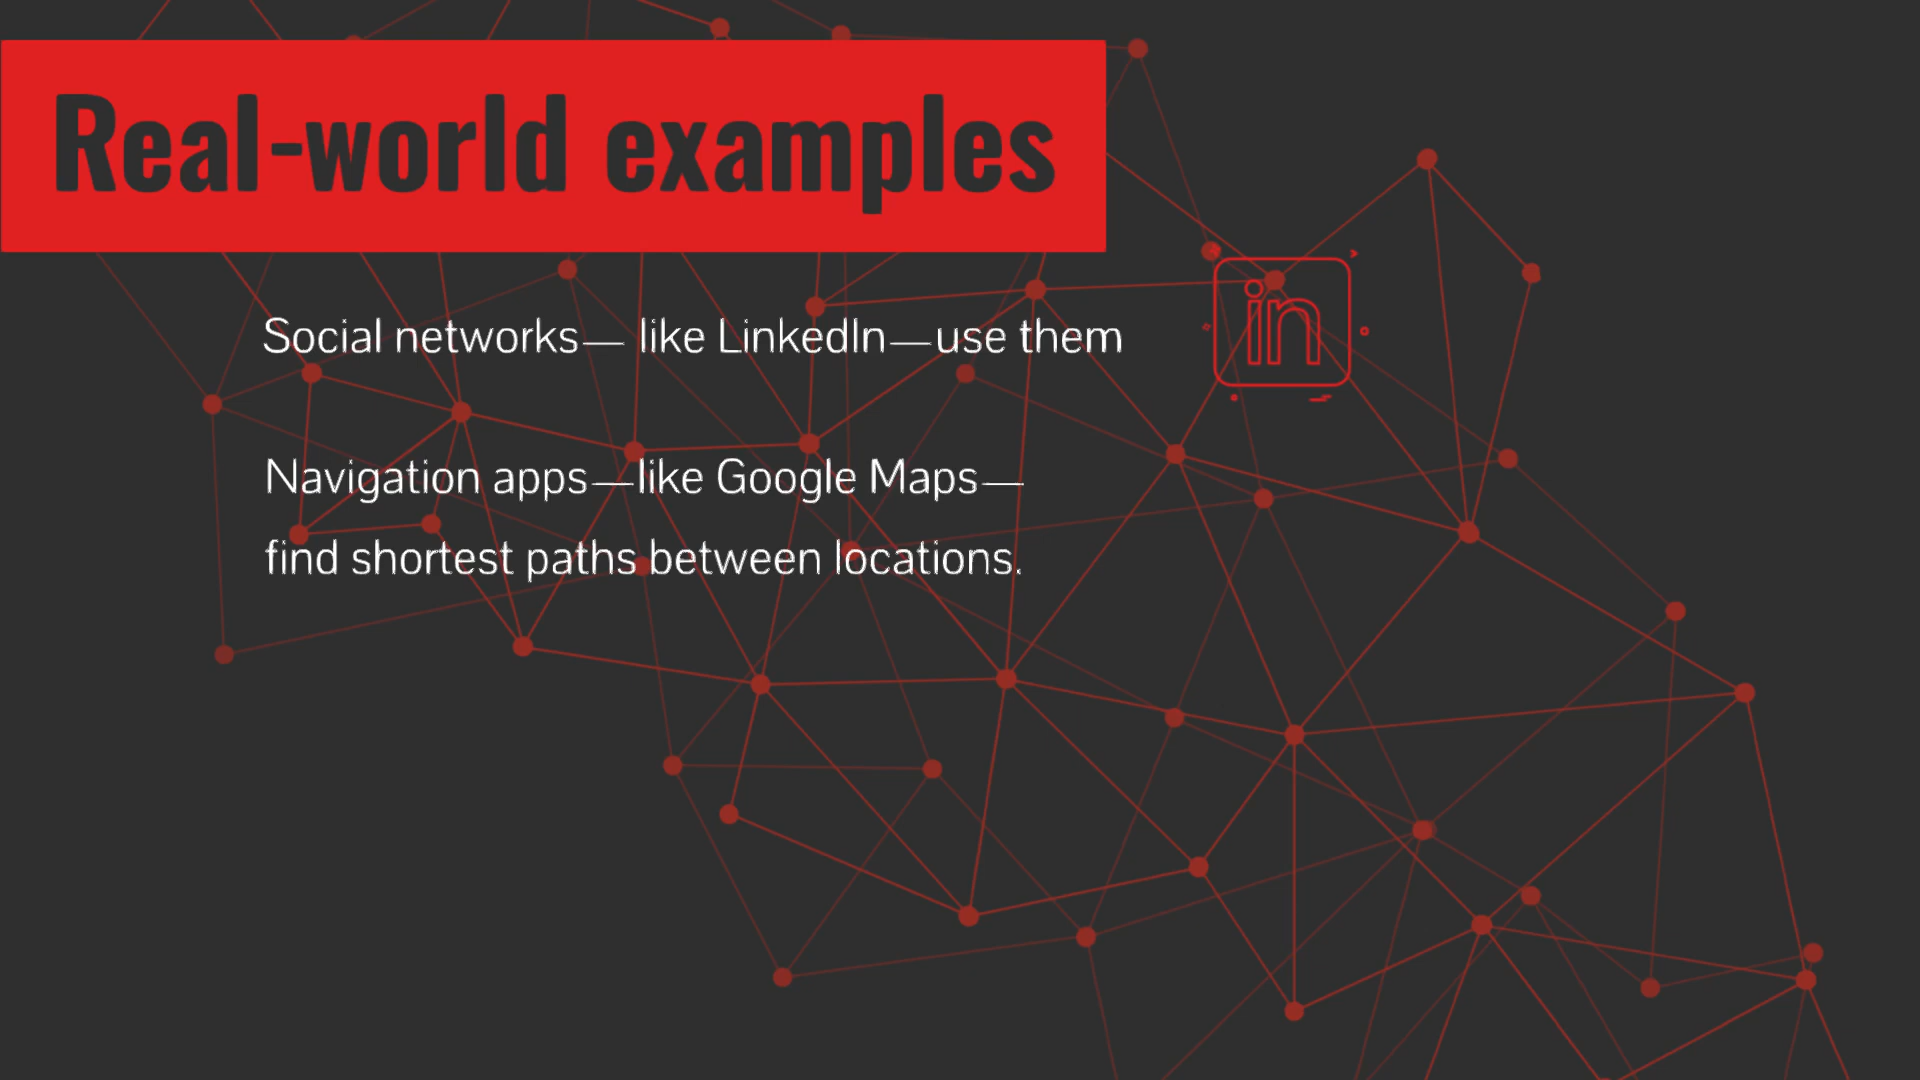 Real-world examples
Social networks— like LinkedIn—use them
in
Navigation apps—like Google Maps—
find shortest paths between locations.